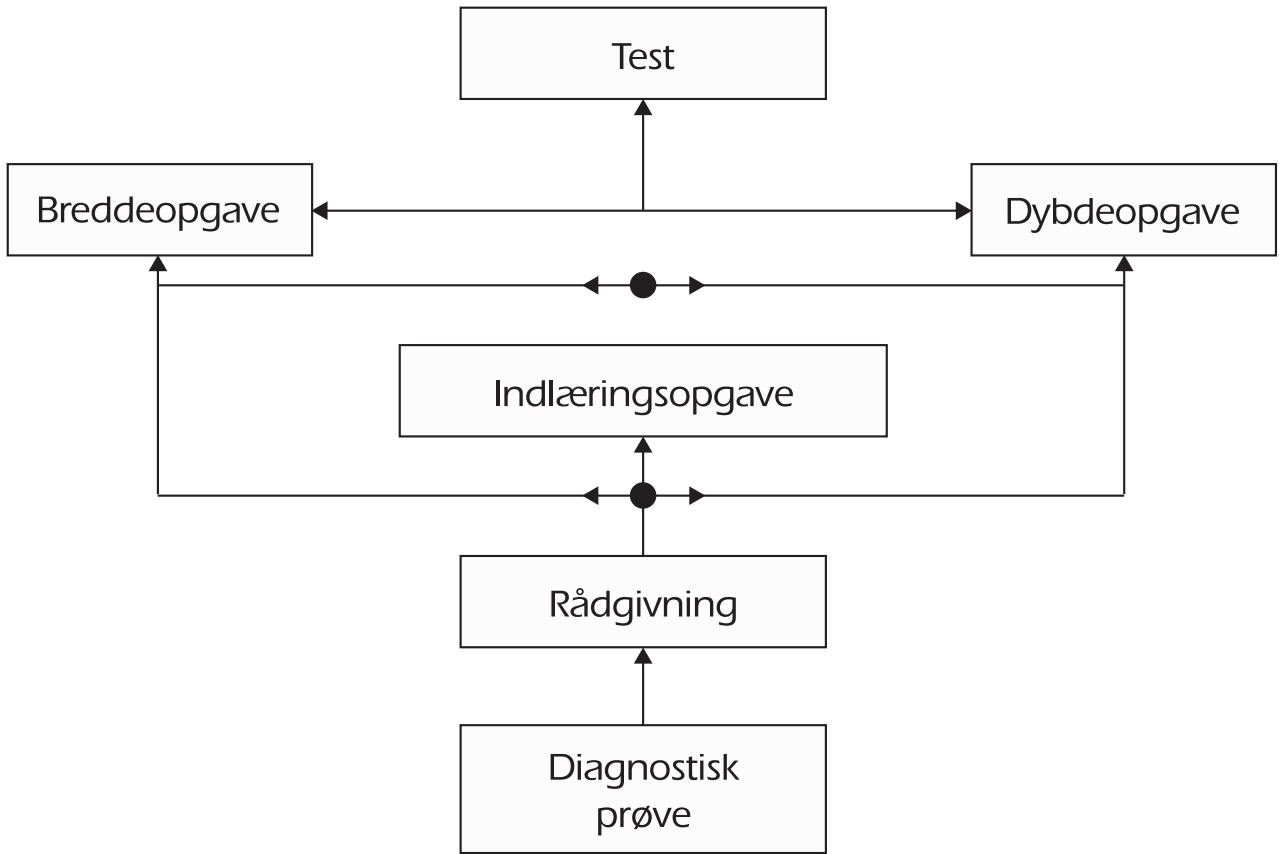 Test
Breddeopgave
Dybdeopgave
Indlæringsopgave
Rådgivning
Diagnostisk
prøve